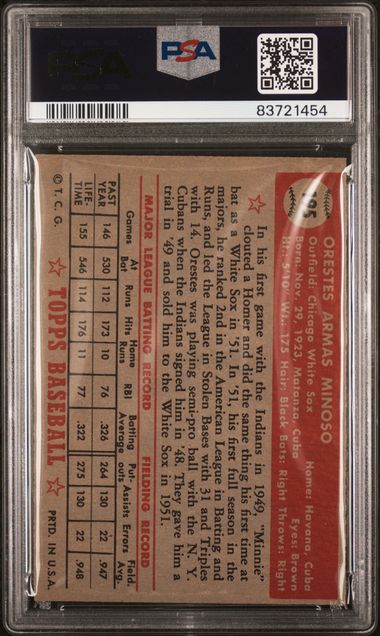 PSA
PSA
83721454
195
ORESTES ARMAS MINOSO
Outfield: Chicago White Sox Home: Havana, Cuba
Born: Nov. 29, 1923, Matanza, Cuba Eyes: Brown
Ht.: 5'10" Wt.: 175 Hair: Black Bats: Right Throws: Right
In his first game with the Indians in 1949, "Minnie"
clouted a Homer and did the same thing his first time at
bat as a White Sox in '51. In '51, his first full season in the
majors, he ranked 2nd in the American League in Batting and
Runs, and led the League in Stolen Bases with 31 and Triples
with 14. Orestes was playing semi-pro ball with the N. Y.
Cubans when the Indians signed him in '48. They gave him a
trial in '49 and sold him to the White Sox in 1951.
MAJOR LEAGUE BATTING RECORD FIELDING RECORD
Games At Bat Runs Hits Home Runs RBI Batting Average Put-outs Assists Errors Field. Avg.
PAST YEAR 146 530 112 173 10 76 .326 264 130 22 .947
LIFE-TIME 155 546 114 176 11 77 .322 275 130 22 .948
© T. C. G. TOPPS BASEBALL PRTD. IN U.S.A.